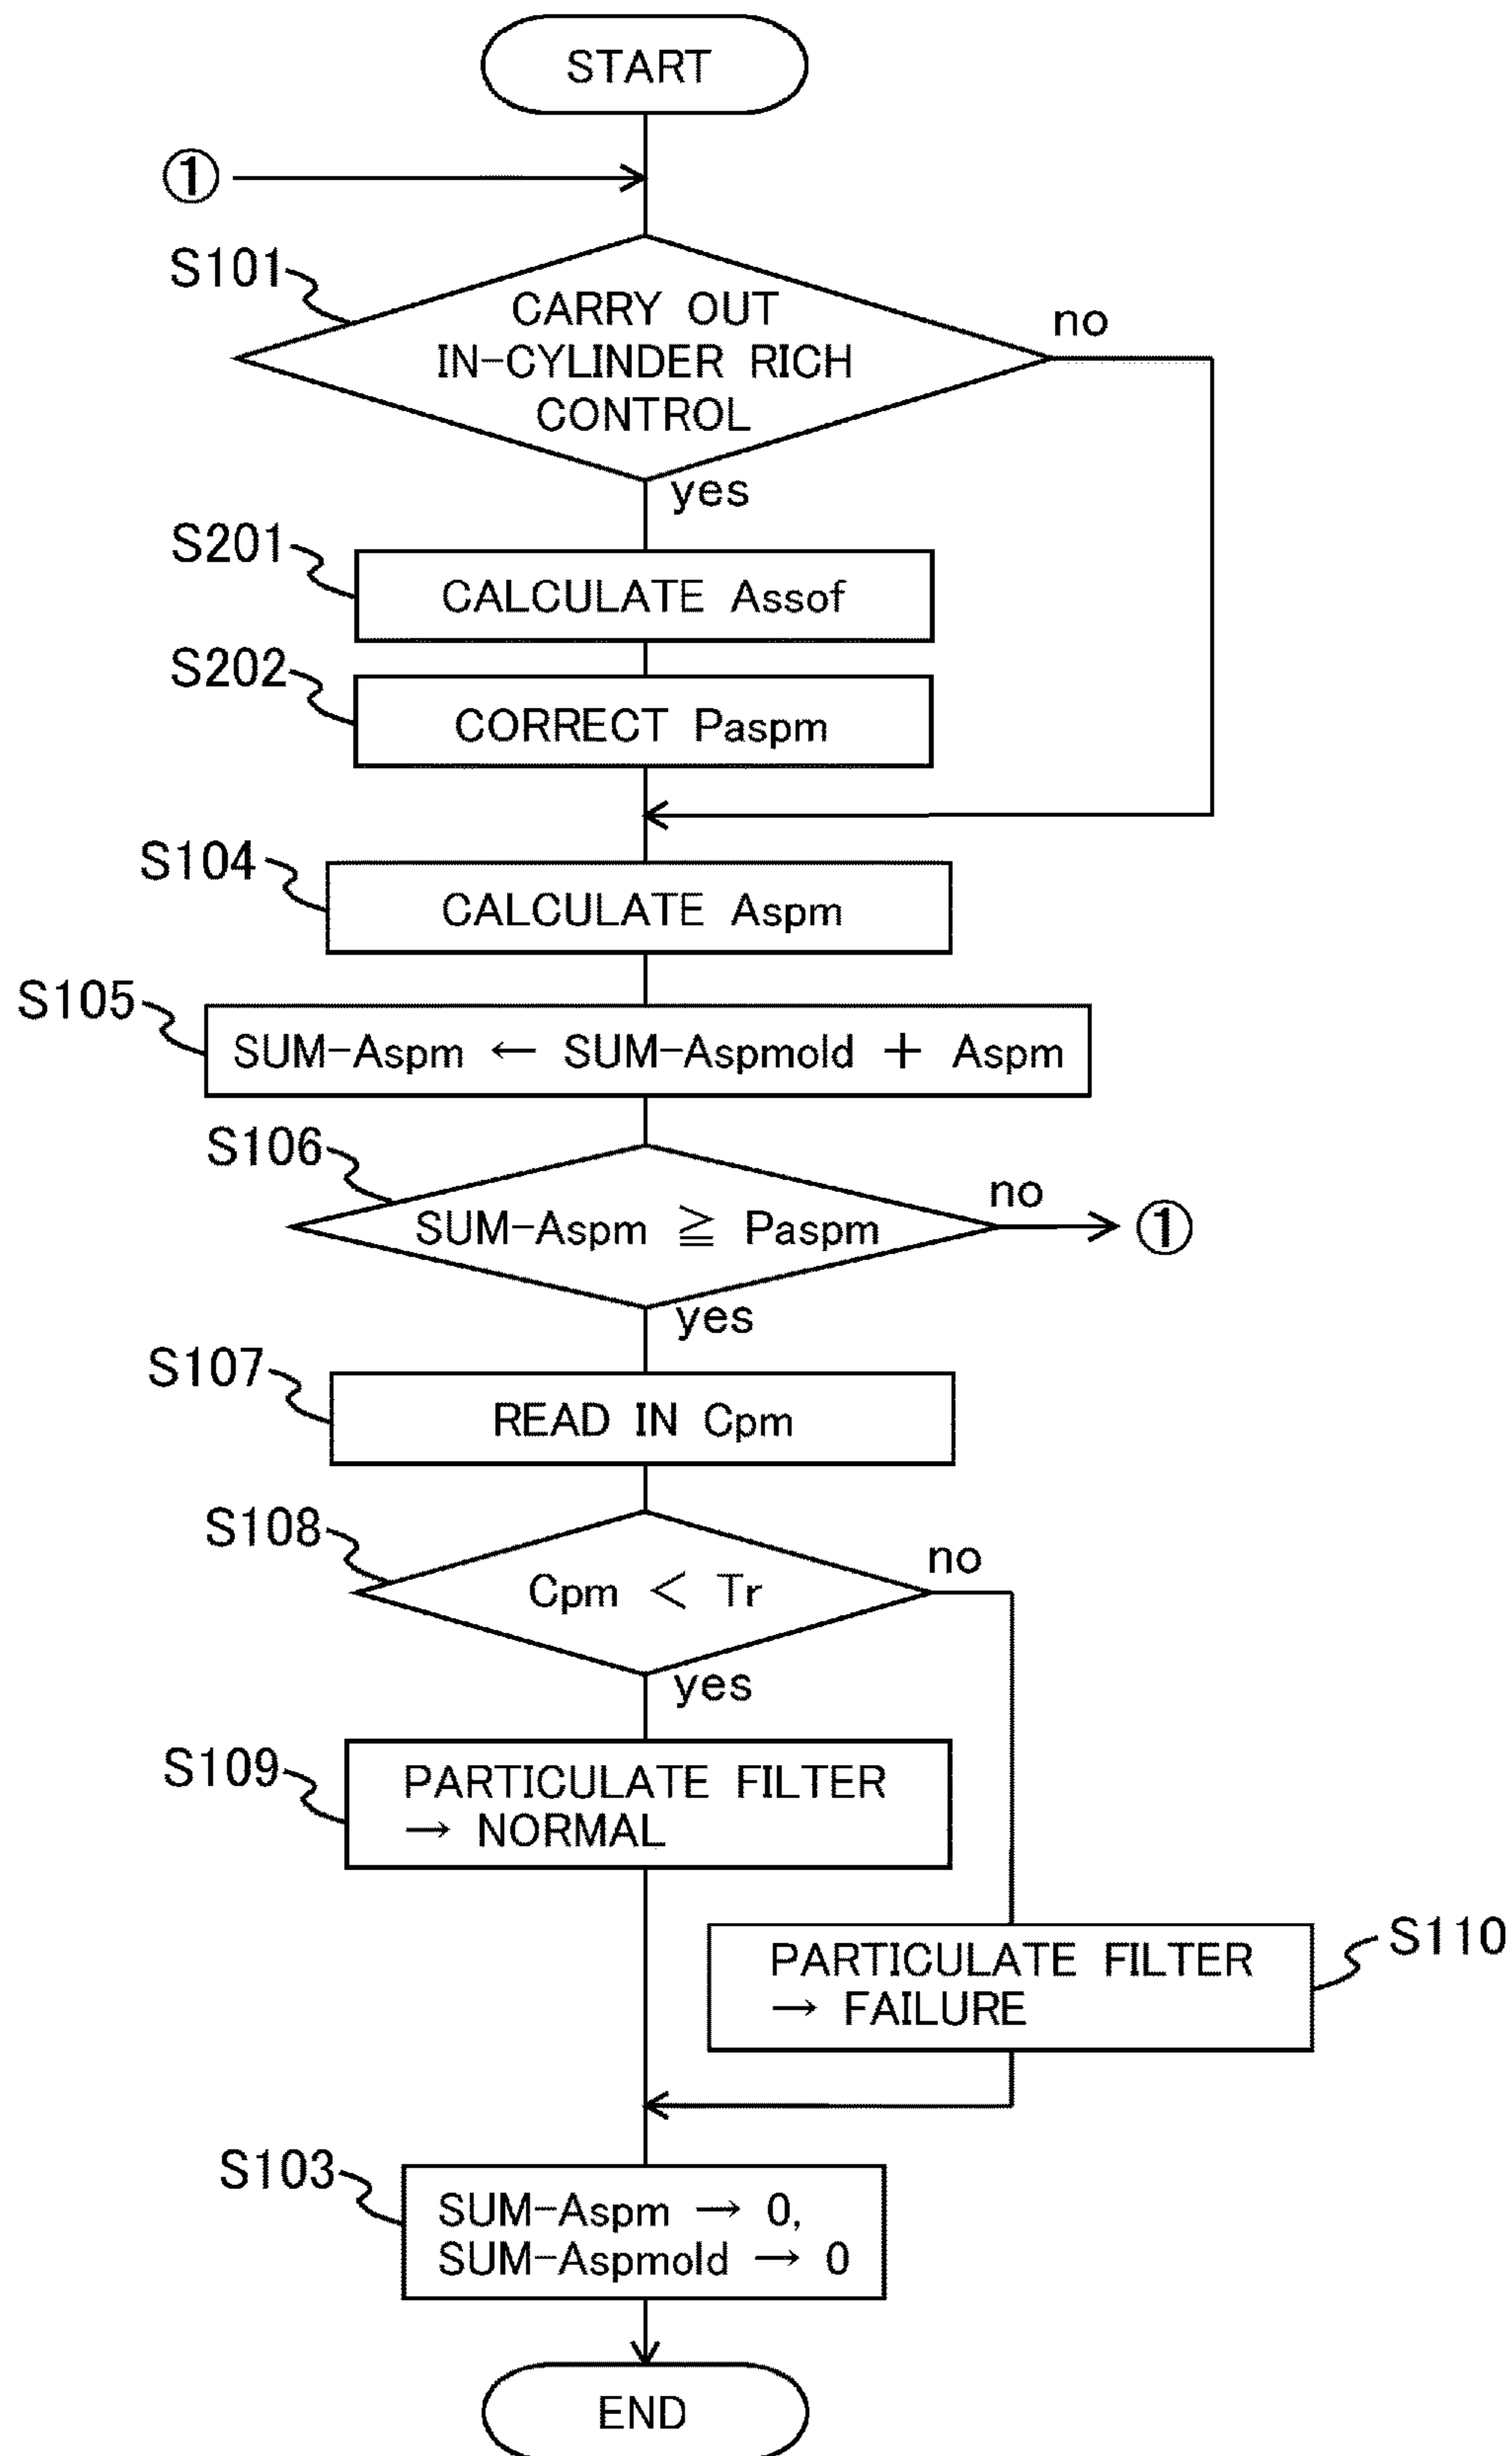 START
①
S101
CARRY OUT
IN-CYLINDER RICH
CONTROL
no
yes
S201
CALCULATE Assof
S202
CORRECT Paspm
S104
CALCULATE Aspm
S105
SUM-Aspm ← SUM-Aspmold + Aspm
S106
SUM-Aspm ≧ Paspm
no
①
yes
S107
READ IN Cpm
S108
Cpm < Tr
no
yes
S109
PARTICULATE FILTER
→ NORMAL
S110
PARTICULATE FILTER
→ FAILURE
S103
SUM-Aspm → 0,
SUM-Aspmold → 0
END